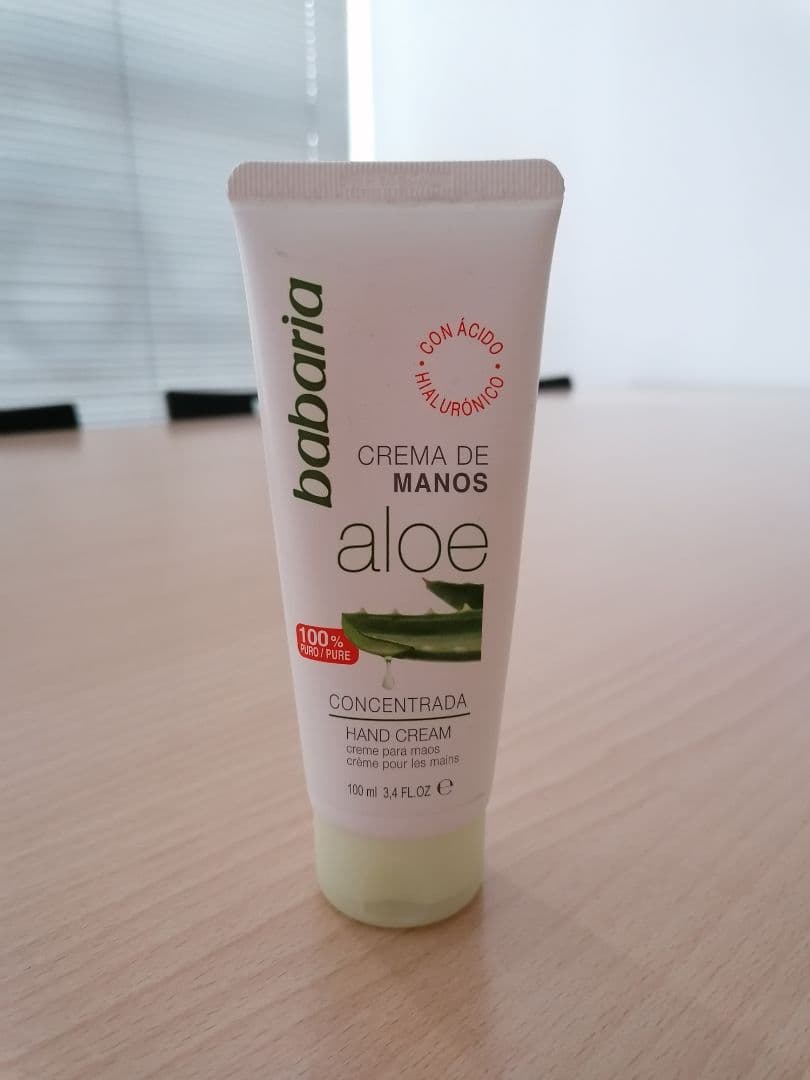 babaria
CON ÁCIDO
HIALURÓNICO
CREMA DE
MANOS
aloe
100%
PURO / PURE
CONCENTRADA
HAND CREAM
creme para maos
crème pour les mains
100 ml 3,4 FL.OZ ℮